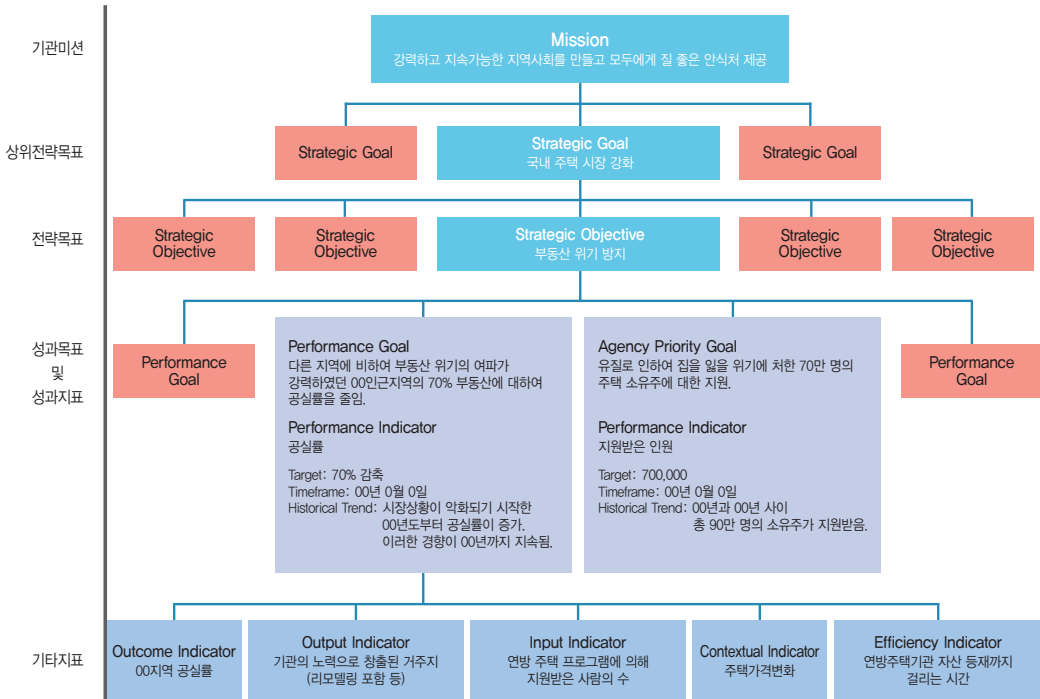 기관미션
Mission
강력하고 지속가능한 지역사회를 만들고 모두에게 질 좋은 안식처 제공
상위전략목표
Strategic Goal
Strategic Goal
국내 주택 시장 강화
Strategic Goal
전략목표
Strategic
Objective
Strategic
Objective
Strategic Objective
부동산 위기 방지
Strategic
Objective
Strategic
Objective
성과목표
및
성과지표
Performance
Goal
Performance Goal
다른 지역에 비하여 부동산 위기의 여파가
강력하였던 00인근지역의 70% 부동산에 대하여
공실률을 줄임.
Performance Indicator
공실률
Target: 70% 감축
Timeframe: 00년 0월 0일
Historical Trend: 시장상황이 악화되기 시작한
00년도부터 공실률이 증가.
이러한 경향이 00년까지 지속됨.
Agency Priority Goal
유질로 인하여 집을 잃을 위기에 처한 70만 명의
주택 소유주에 대한 지원.
Performance Indicator
지원받은 인원
Target: 700,000
Timeframe: 00년 0월 0일
Historical Trend: 00년과 00년 사이
총 90만 명의 소유주가 지원받음.
Performance
Goal
기타지표
Outcome Indicator
00지역 공실률
Output Indicator
기관의 노력으로 창출된 거주지
(리모델링 포함 등)
Input Indicator
연방 주택 프로그램에 의해
지원받은 사람의 수
Contextual Indicator
주택가격변화
Efficiency Indicator
연방주택기관 자산 등재까지
걸리는 시간